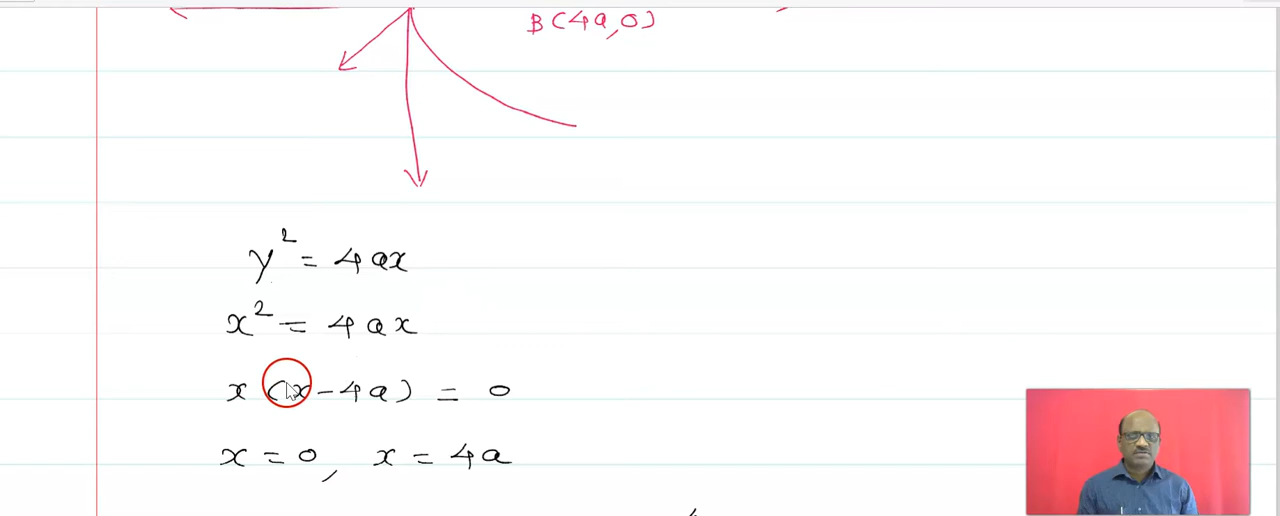 B(4a,0)
y² = 4ax
x² = 4ax
x (x-4a) = 0
x = 0, x = 4a